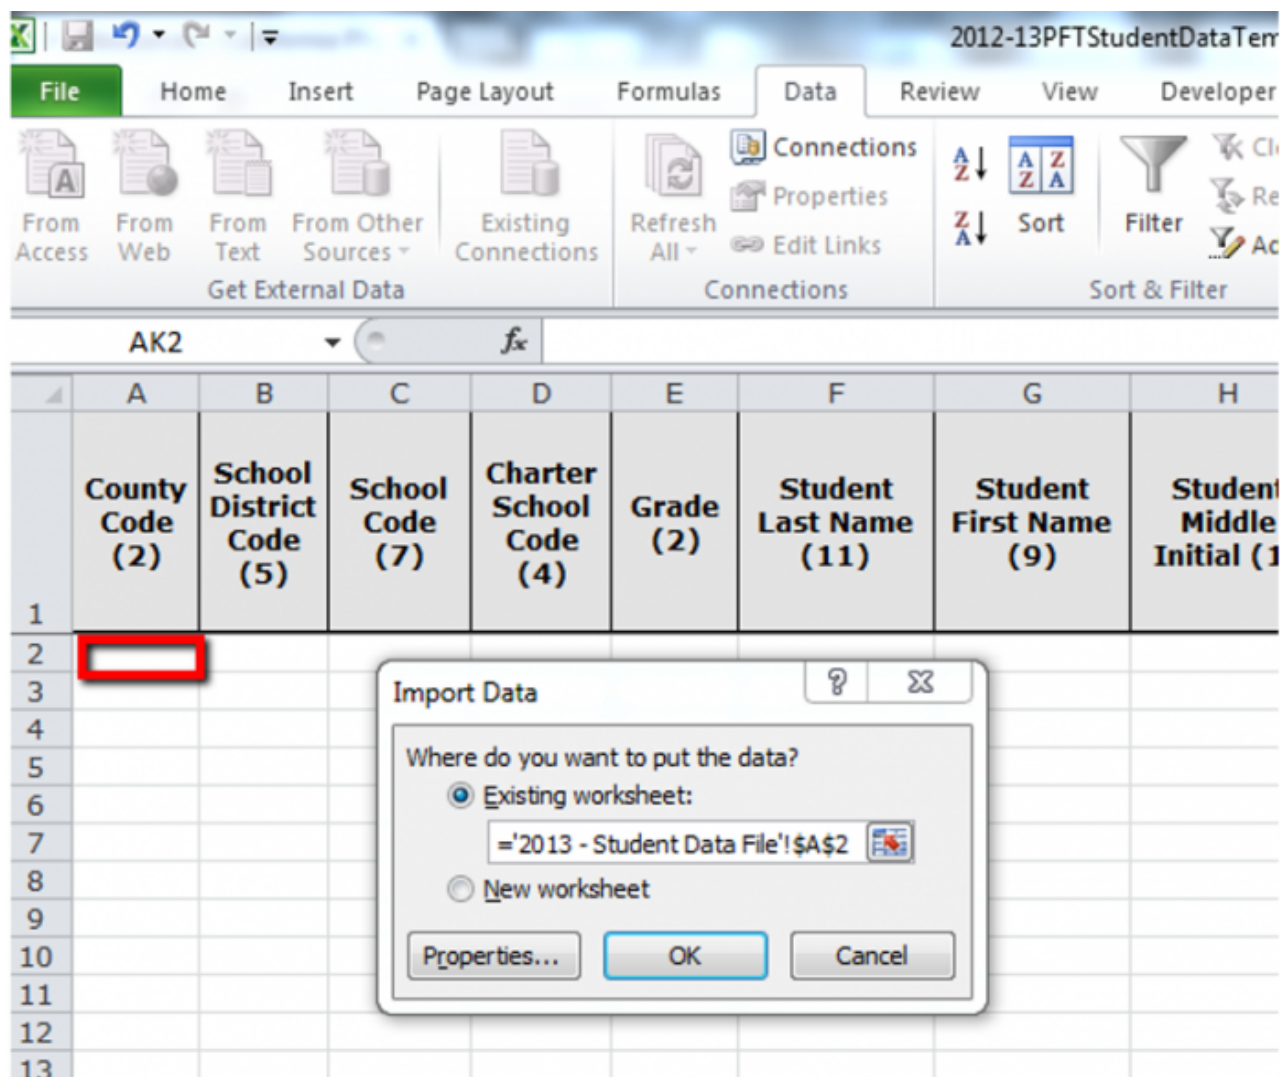 2012-13PFTStudentDataTem
File Home Insert Page Layout Formulas Data Review View Developer
From Access
From Web
From Text
From Other Sources
Existing Connections
Get External Data
Refresh All
Connections
Properties
Edit Links
Connections
Sort
Filter
Cl
Re
Ad
Sort & Filter
AK2 fx
A B C D E F G H
1
County
Code
(2)
School
District
Code
(5)
School
Code
(7)
Charter
School
Code
(4)
Grade
(2)
Student
Last Name
(11)
Student
First Name
(9)
Student
Middle
Initial (1
2
3
4
5
6
7
8
9
10
11
12
13
Import Data
Where do you want to put the data?
Existing worksheet:
='2013 - Student Data File'!$A$2
New worksheet
Properties... OK Cancel